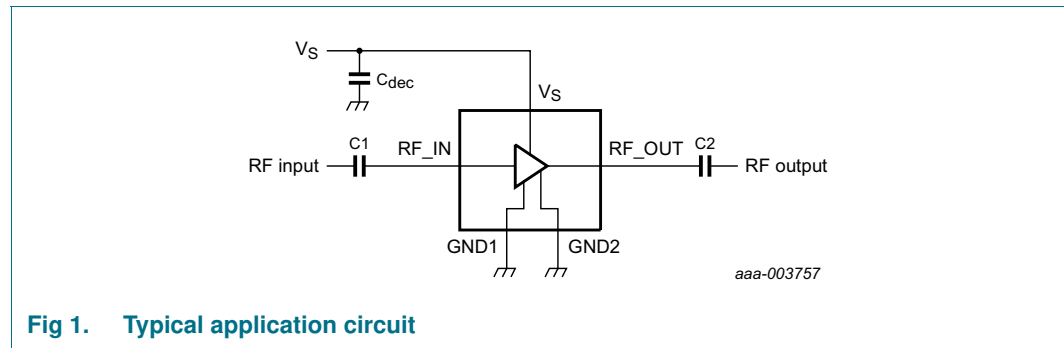 VS
Cdec
VS
RF input
C1
RF_IN
RF_OUT
C2
RF output
GND1
GND2
aaa-003757
Fig 1. Typical application circuit